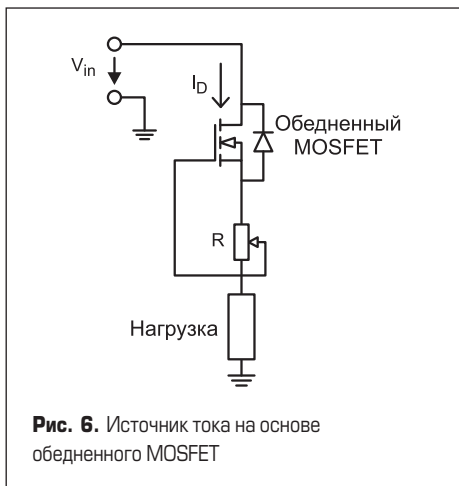 V_in
I_D
Обедненный
MOSFET
R
Нагрузка
Рис. 6. Источник тока на основе
обедненного MOSFET